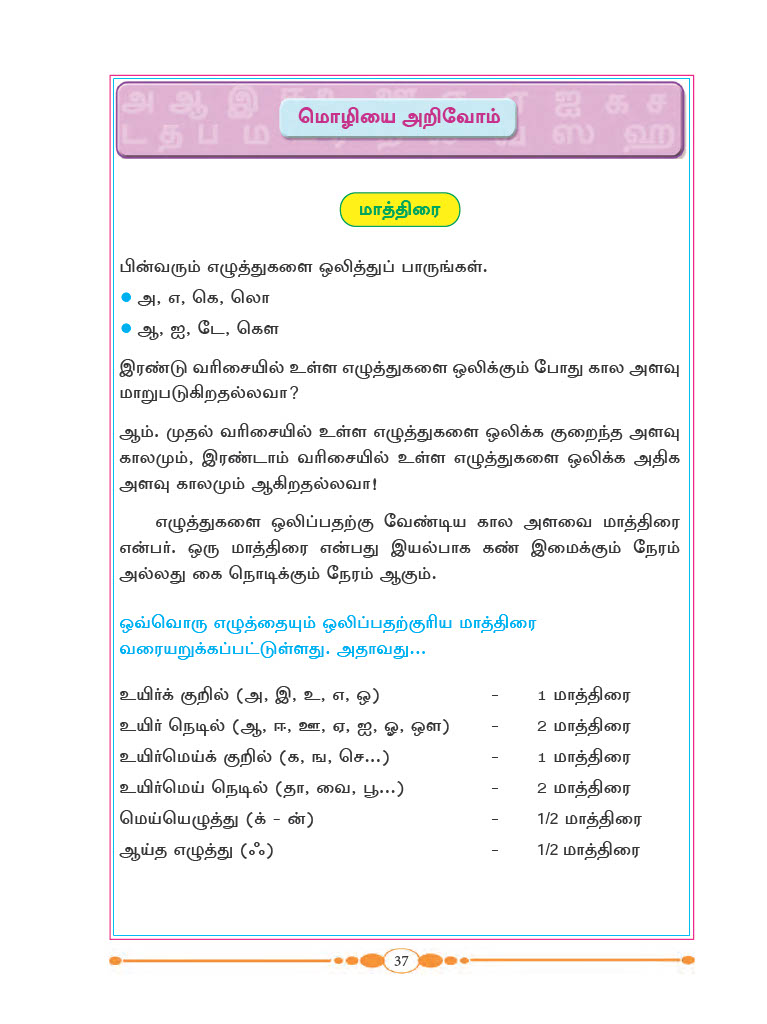 மொழியை அறிவோம்
மாத்திரை
பின்வரும் எழுத்துகளை ஒலித்துப் பாருங்கள்.
● அ, எ, கெ, லொ
● ஆ, ஐ, டே, கௌ
இரண்டு வரிசையில் உள்ள எழுத்துகளை ஒலிக்கும் போது கால அளவு
மாறுபடுகிறதல்லவா?
ஆம். முதல் வரிசையில் உள்ள எழுத்துகளை ஒலிக்க குறைந்த அளவு
காலமும், இரண்டாம் வரிசையில் உள்ள எழுத்துகளை ஒலிக்க அதிக
அளவு காலமும் ஆகிறதல்லவா!
எழுத்துகளை ஒலிப்பதற்கு வேண்டிய கால அளவை மாத்திரை
என்பர். ஒரு மாத்திரை என்பது இயல்பாக கண் இமைக்கும் நேரம்
அல்லது கை நொடிக்கும் நேரம் ஆகும்.
ஒவ்வொரு எழுத்தையும் ஒலிப்பதற்குரிய மாத்திரை
வரையறுக்கப்பட்டுள்ளது. அதாவது...
உயிர்க் குறில் (அ, இ, உ, எ, ஒ) - 1 மாத்திரை
உயிர் நெடில் (ஆ, ஈ, ஊ, ஏ, ஐ, ஓ, ஔ) - 2 மாத்திரை
உயிர்மெய்க் குறில் (க, ங, செ...) - 1 மாத்திரை
உயிர்மெய் நெடில் (தா, வை, பூ...) - 2 மாத்திரை
மெய்யெழுத்து (க் - ன்) - 1/2 மாத்திரை
ஆய்த எழுத்து (ஃ) - 1/2 மாத்திரை
37